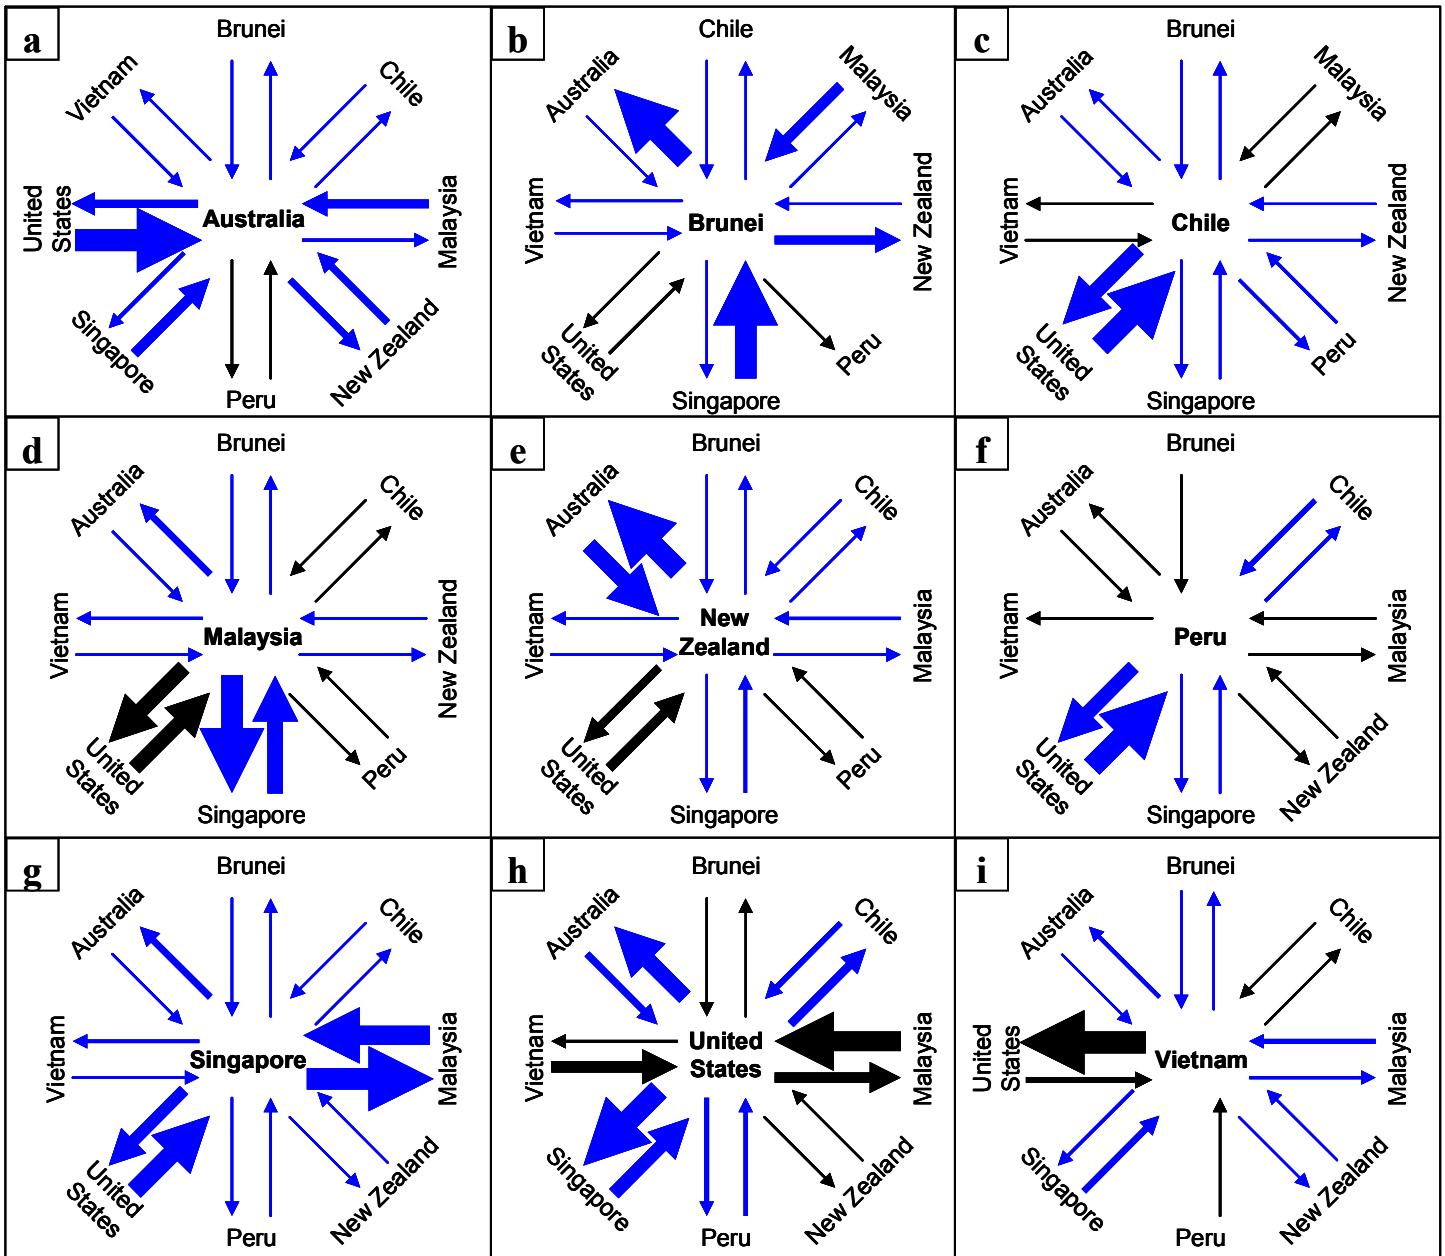 a
Brunei
Vietnam
Chile
United
States
Australia
Malaysia
Singapore
Peru
New Zealand
b
Chile
Australia
Malaysia
Vietnam
Brunei
New Zealand
United
States
Singapore
Peru
c
Brunei
Australia
Malaysia
Vietnam
Chile
New Zealand
United
States
Singapore
Peru
d
Brunei
Australia
Chile
Vietnam
Malaysia
New Zealand
United
States
Singapore
Peru
e
Brunei
Australia
Chile
Vietnam
New
Zealand
Malaysia
United
States
Singapore
Peru
f
Brunei
Australia
Chile
Vietnam
Peru
Malaysia
United
States
Singapore
New Zealand
g
Brunei
Australia
Chile
Vietnam
Singapore
Malaysia
United
States
Peru
New Zealand
h
Brunei
Australia
Chile
Vietnam
United
States
Malaysia
Singapore
Peru
New Zealand
i
Brunei
Australia
Chile
United
States
Vietnam
Malaysia
Singapore
Peru
New Zealand